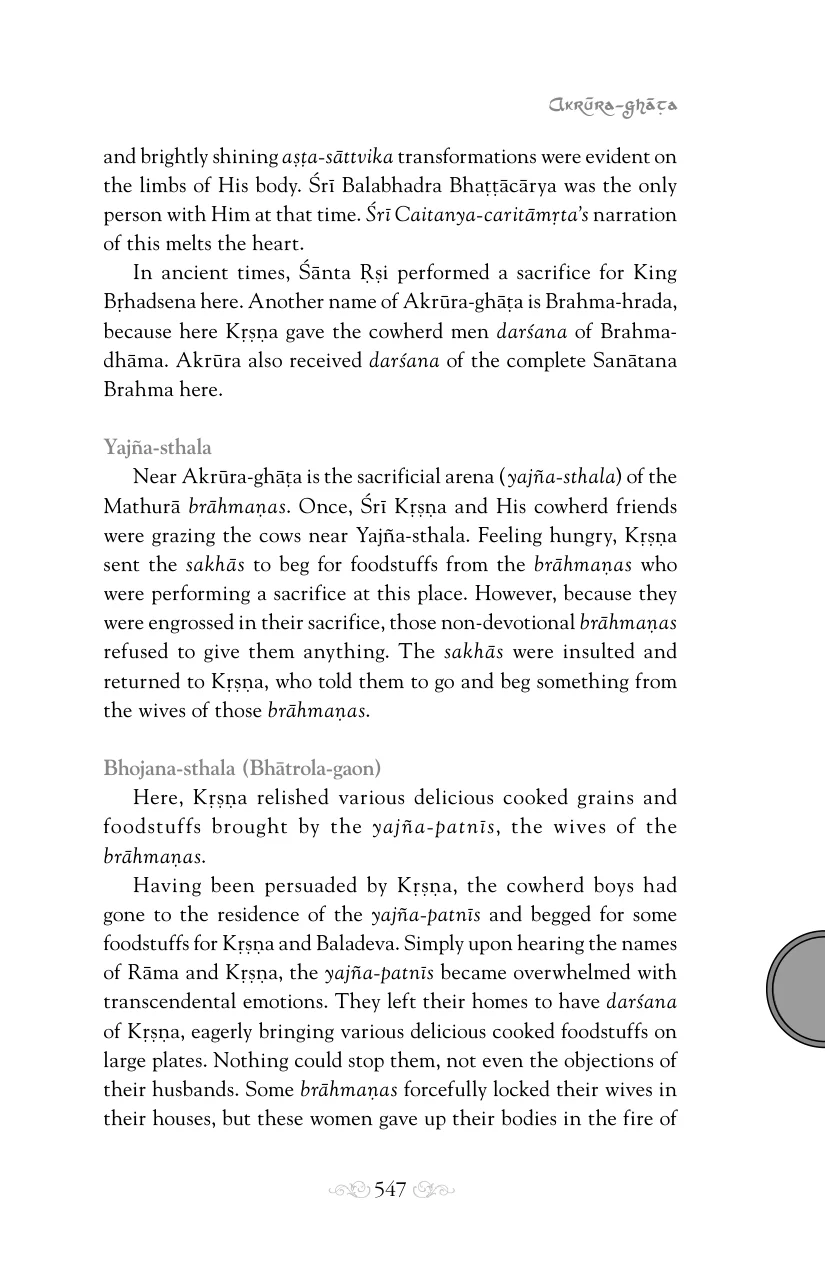 Akrūra-ghāṭa
and brightly shining aṣṭa-sāttvika transformations were evident on
the limbs of His body. Śrī Balabhadra Bhaṭṭācārya was the only
person with Him at that time. Śrī Caitanya-caritāmṛta’s narration
of this melts the heart.
In ancient times, Śānta Ṛṣi performed a sacrifice for King
Bṛhadsena here. Another name of Akrūra-ghāṭa is Brahma-hrada,
because here Kṛṣṇa gave the cowherd men darśana of Brahma-
dhāma. Akrūra also received darśana of the complete Sanātana
Brahma here.
Yajña-sthala
Near Akrūra-ghāṭa is the sacrificial arena (yajña-sthala) of the
Mathurā brāhmaṇas. Once, Śrī Kṛṣṇa and His cowherd friends
were grazing the cows near Yajña-sthala. Feeling hungry, Kṛṣṇa
sent the sakhās to beg for foodstuffs from the brāhmaṇas who
were performing a sacrifice at this place. However, because they
were engrossed in their sacrifice, those non-devotional brāhmaṇas
refused to give them anything. The sakhās were insulted and
returned to Kṛṣṇa, who told them to go and beg something from
the wives of those brāhmaṇas.
Bhojana-sthala (Bhātrola-gaon)
Here, Kṛṣṇa relished various delicious cooked grains and
foodstuffs brought by the yajña-patnīs, the wives of the
brāhmaṇas.
Having been persuaded by Kṛṣṇa, the cowherd boys had
gone to the residence of the yajña-patnīs and begged for some
foodstuffs for Kṛṣṇa and Baladeva. Simply upon hearing the names
of Rāma and Kṛṣṇa, the yajña-patnīs became overwhelmed with
transcendental emotions. They left their homes to have darśana
of Kṛṣṇa, eagerly bringing various delicious cooked foodstuffs on
large plates. Nothing could stop them, not even the objections of
their husbands. Some brāhmaṇas forcefully locked their wives in
their houses, but these women gave up their bodies in the fire of
547